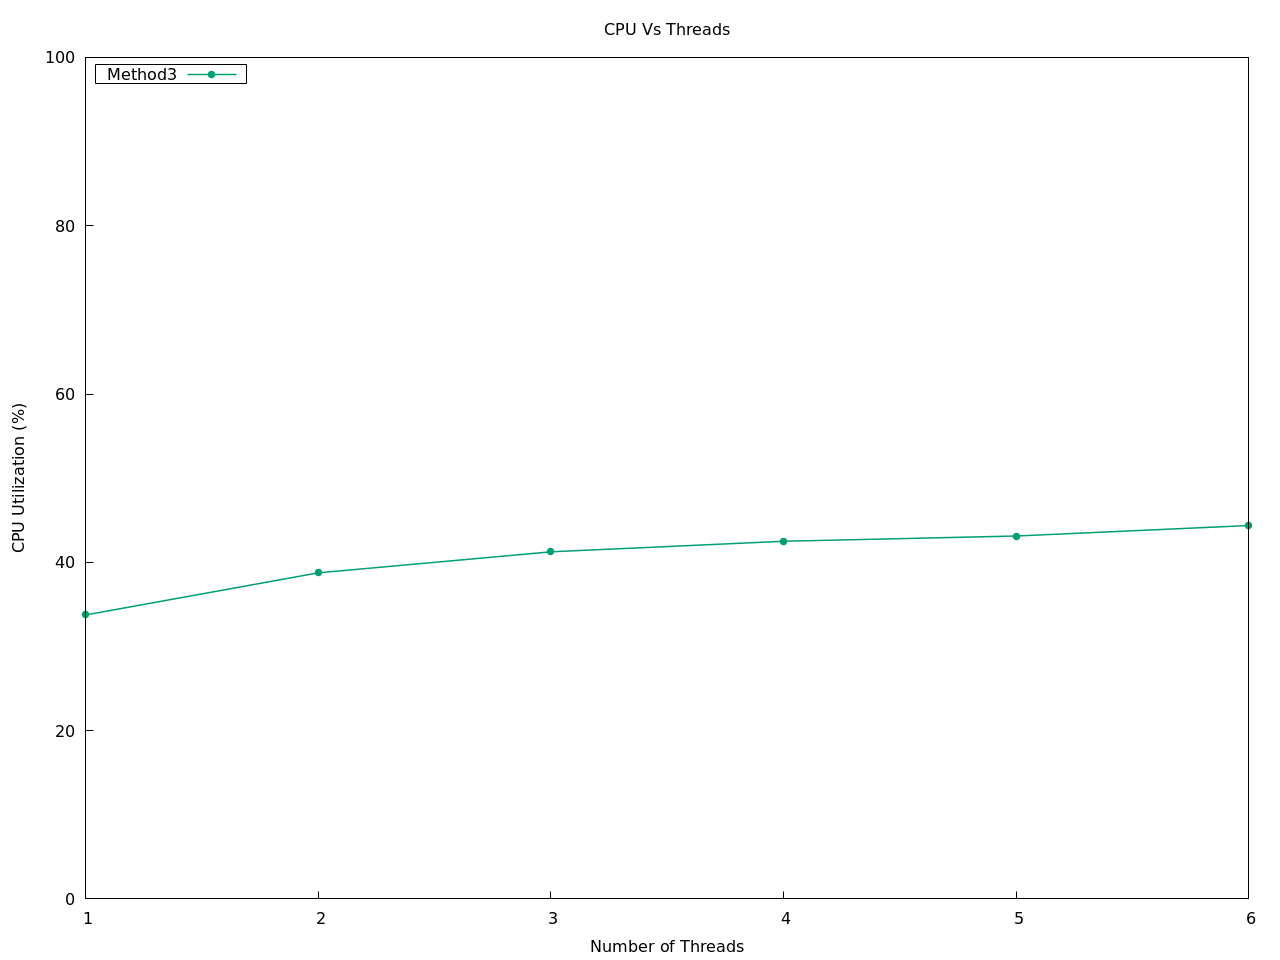 CPU Vs Threads
100
Method3
80
60
CPU Utilization (%)
40
20
0
1 2 3 4 5 6
Number of Threads